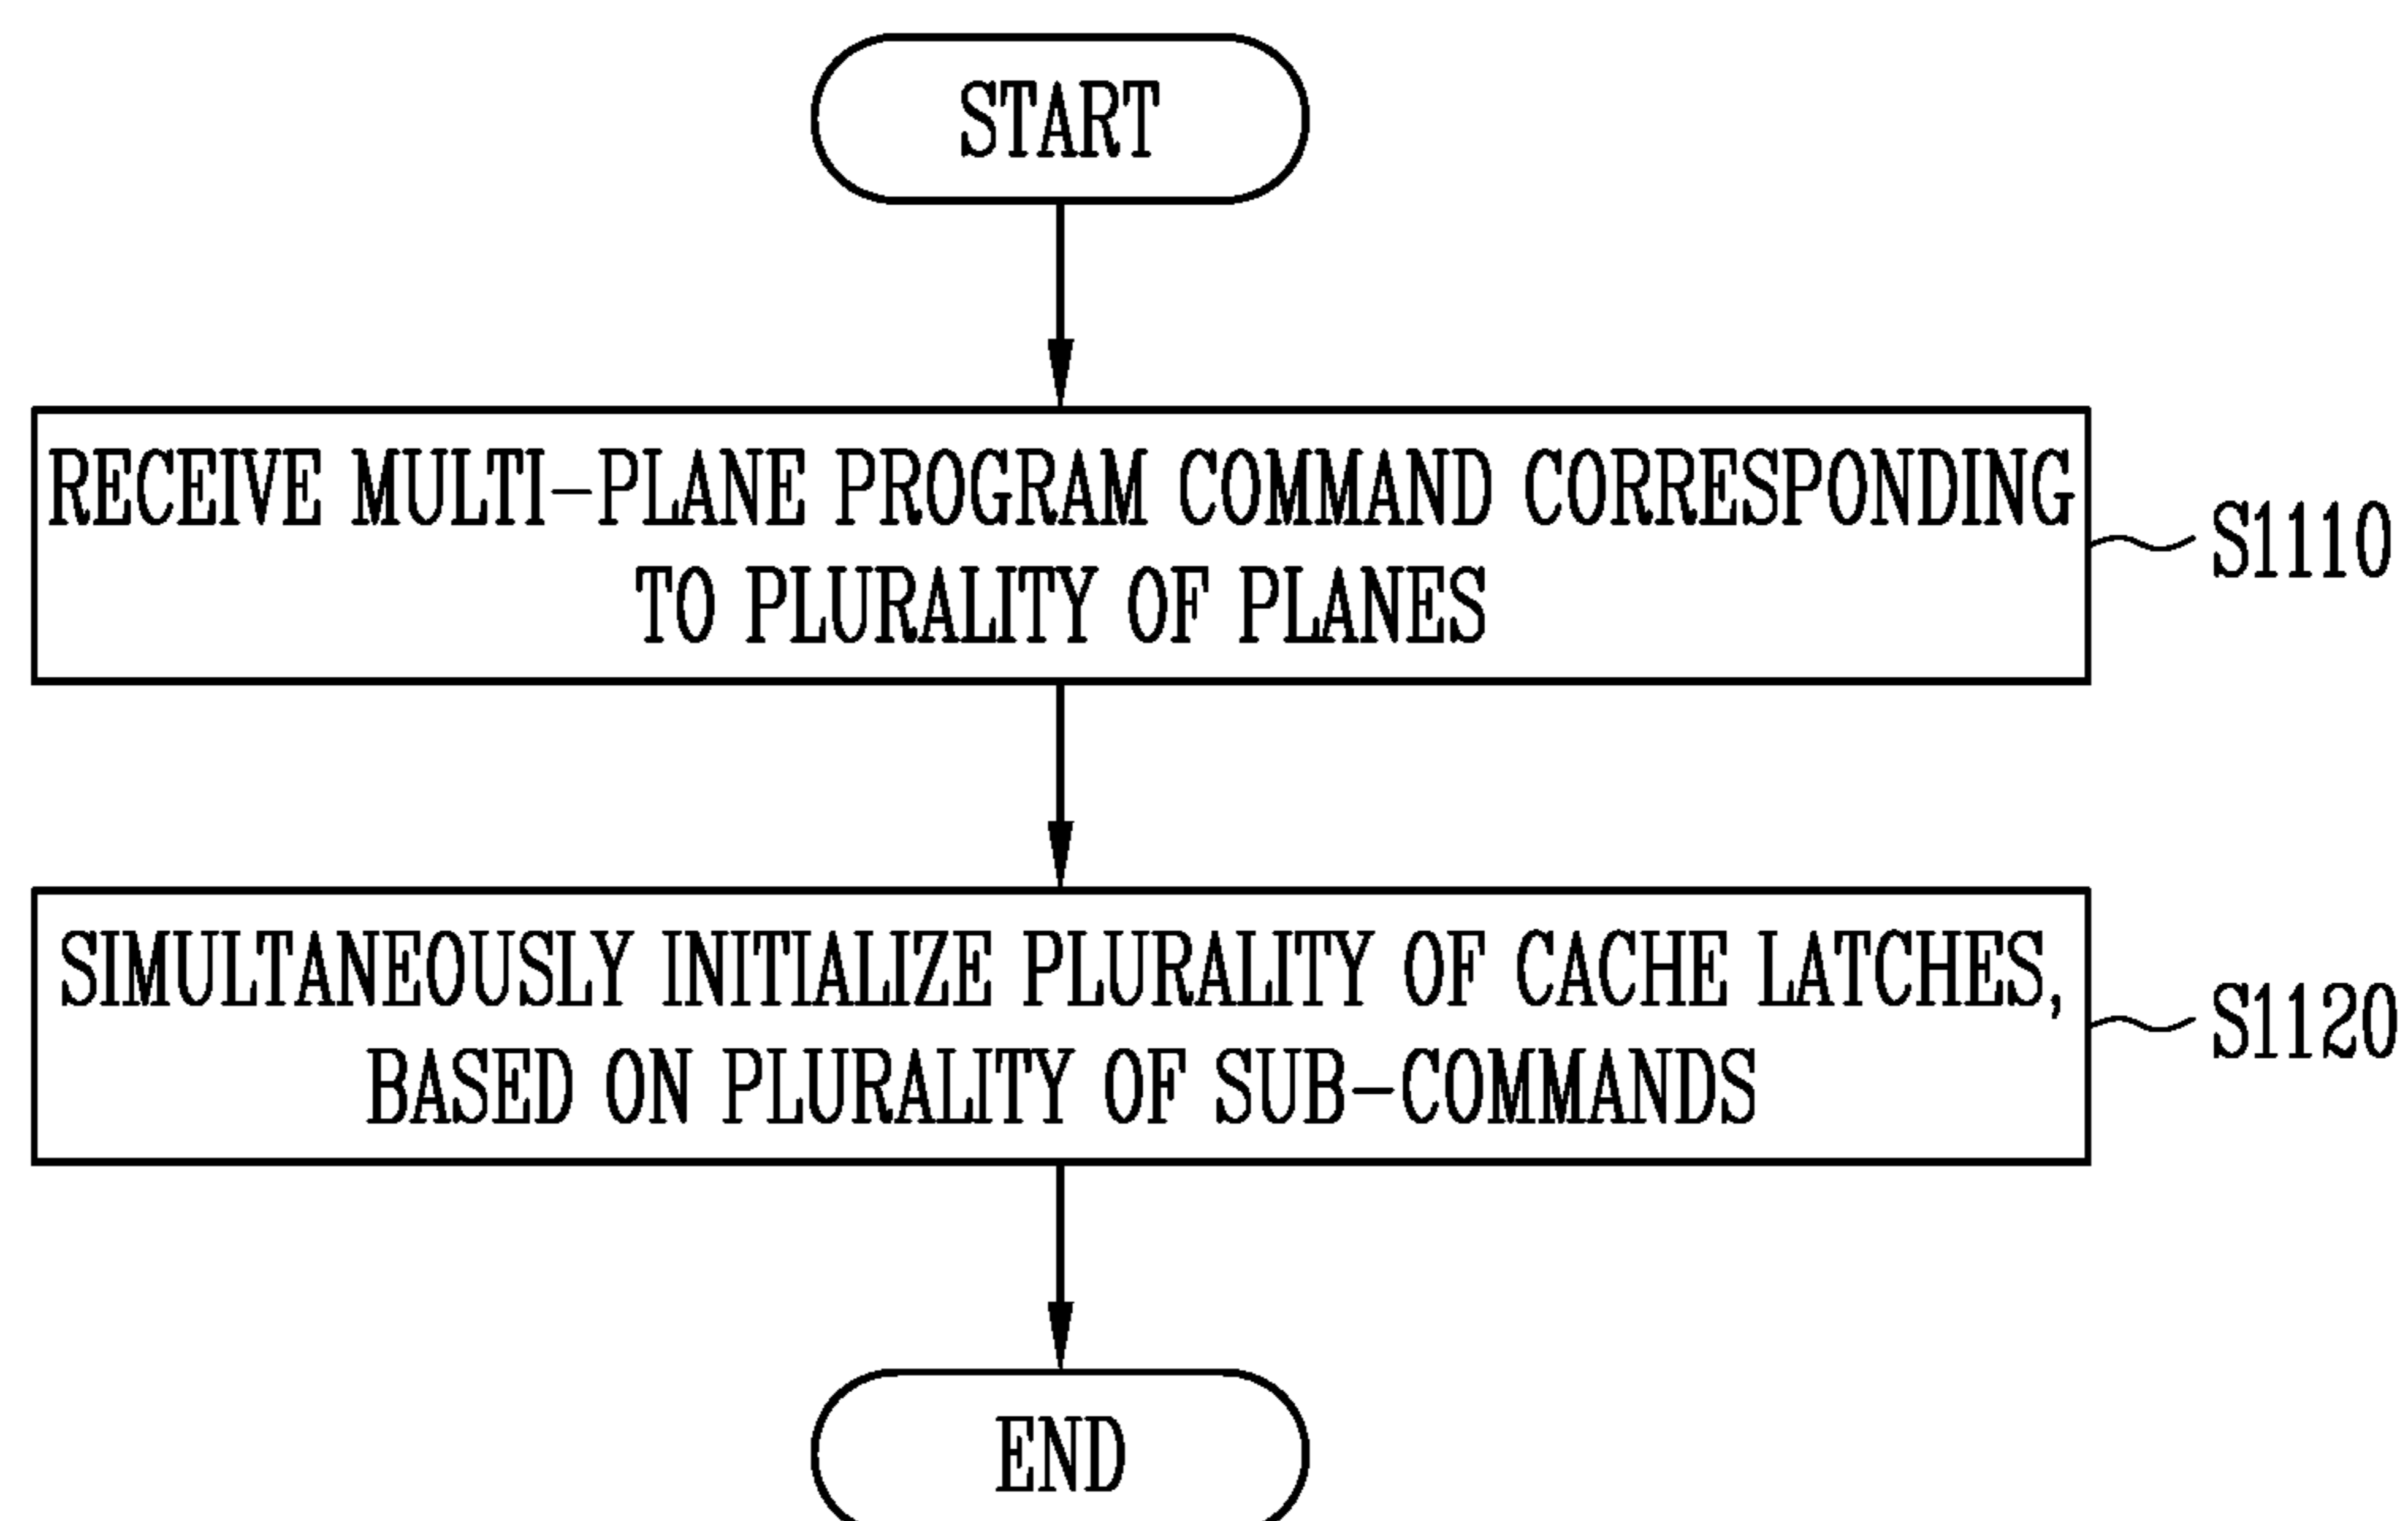 START
RECEIVE MULTI-PLANE PROGRAM COMMAND CORRESPONDING
TO PLURALITY OF PLANES
S1110
SIMULTANEOUSLY INITIALIZE PLURALITY OF CACHE LATCHES,
BASED ON PLURALITY OF SUB-COMMANDS
S1120
END